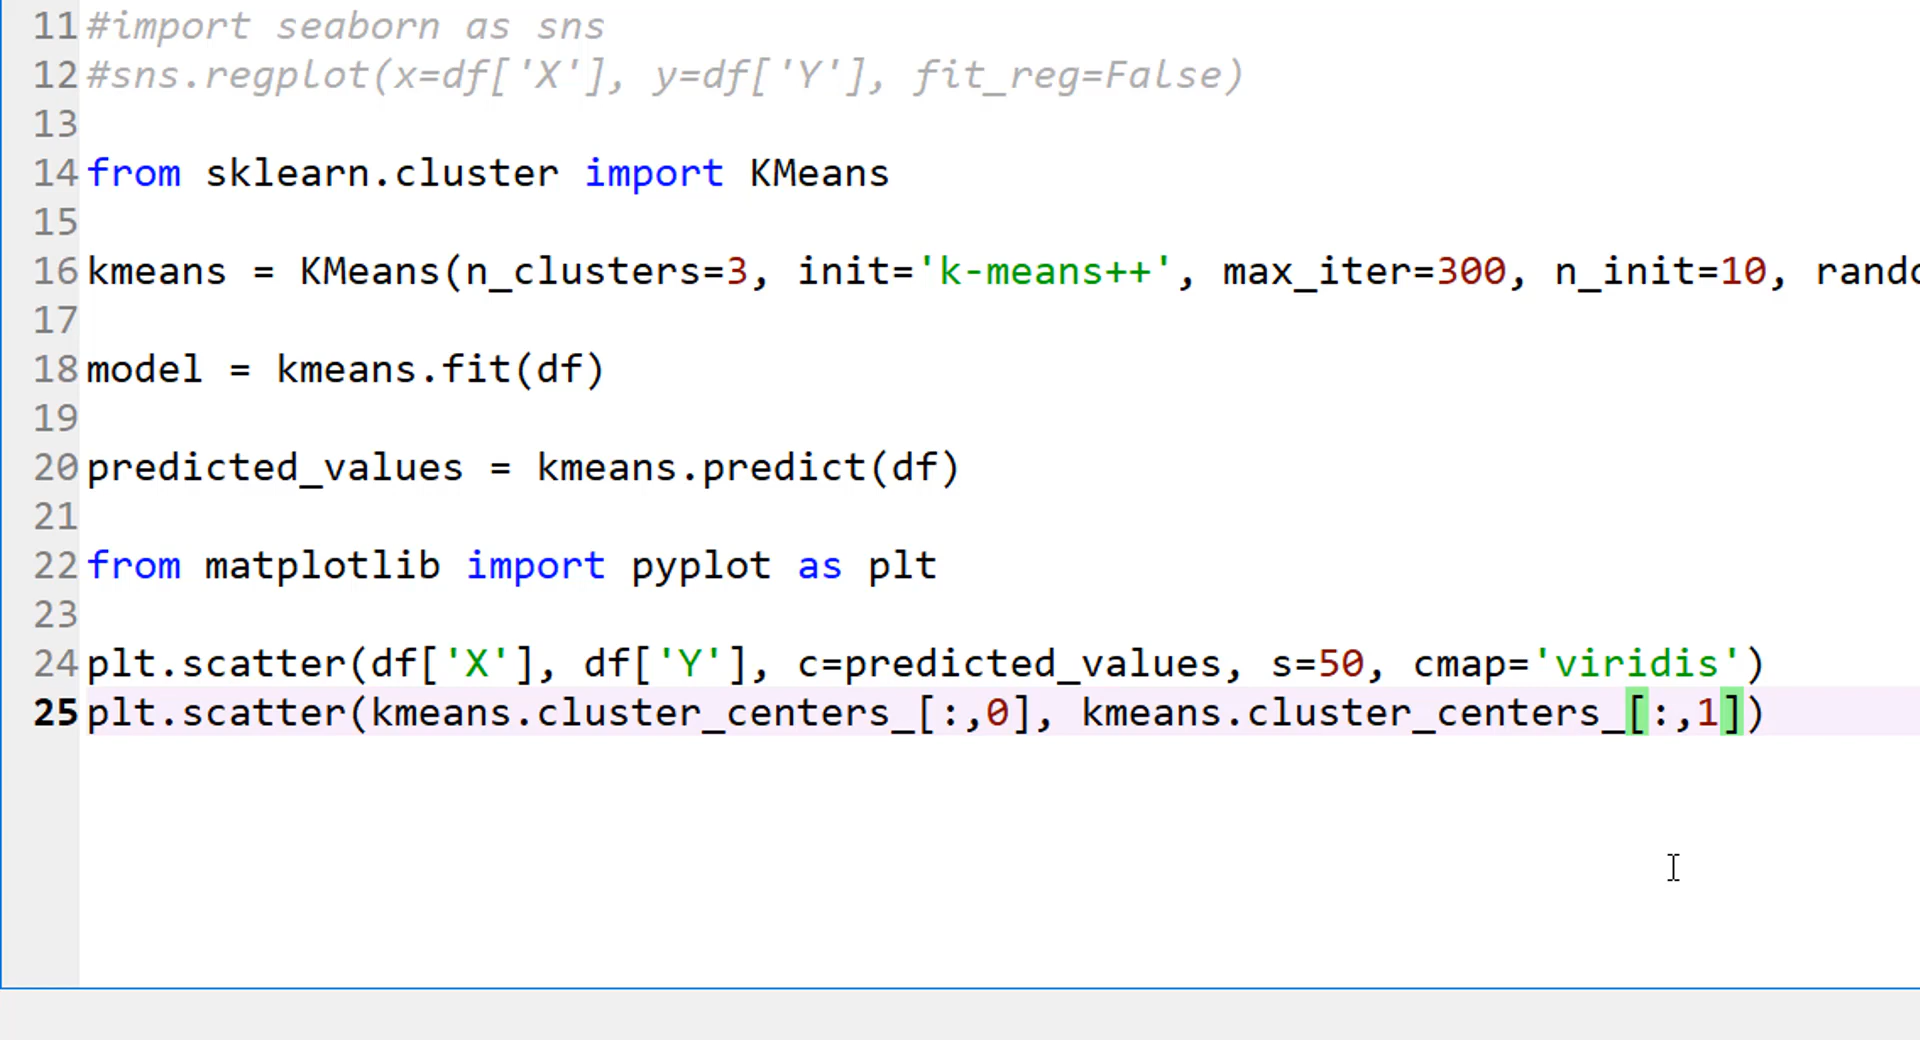 11 #import seaborn as sns
12 #sns.regplot(x=df['X'], y=df['Y'], fit_reg=False)
13
14 from sklearn.cluster import KMeans
15
16 kmeans = KMeans(n_clusters=3, init='k-means++', max_iter=300, n_init=10, rando
17
18 model = kmeans.fit(df)
19
20 predicted_values = kmeans.predict(df)
21
22 from matplotlib import pyplot as plt
23
24 plt.scatter(df['X'], df['Y'], c=predicted_values, s=50, cmap='viridis')
25 plt.scatter(kmeans.cluster_centers_[:,0], kmeans.cluster_centers_[:,1])